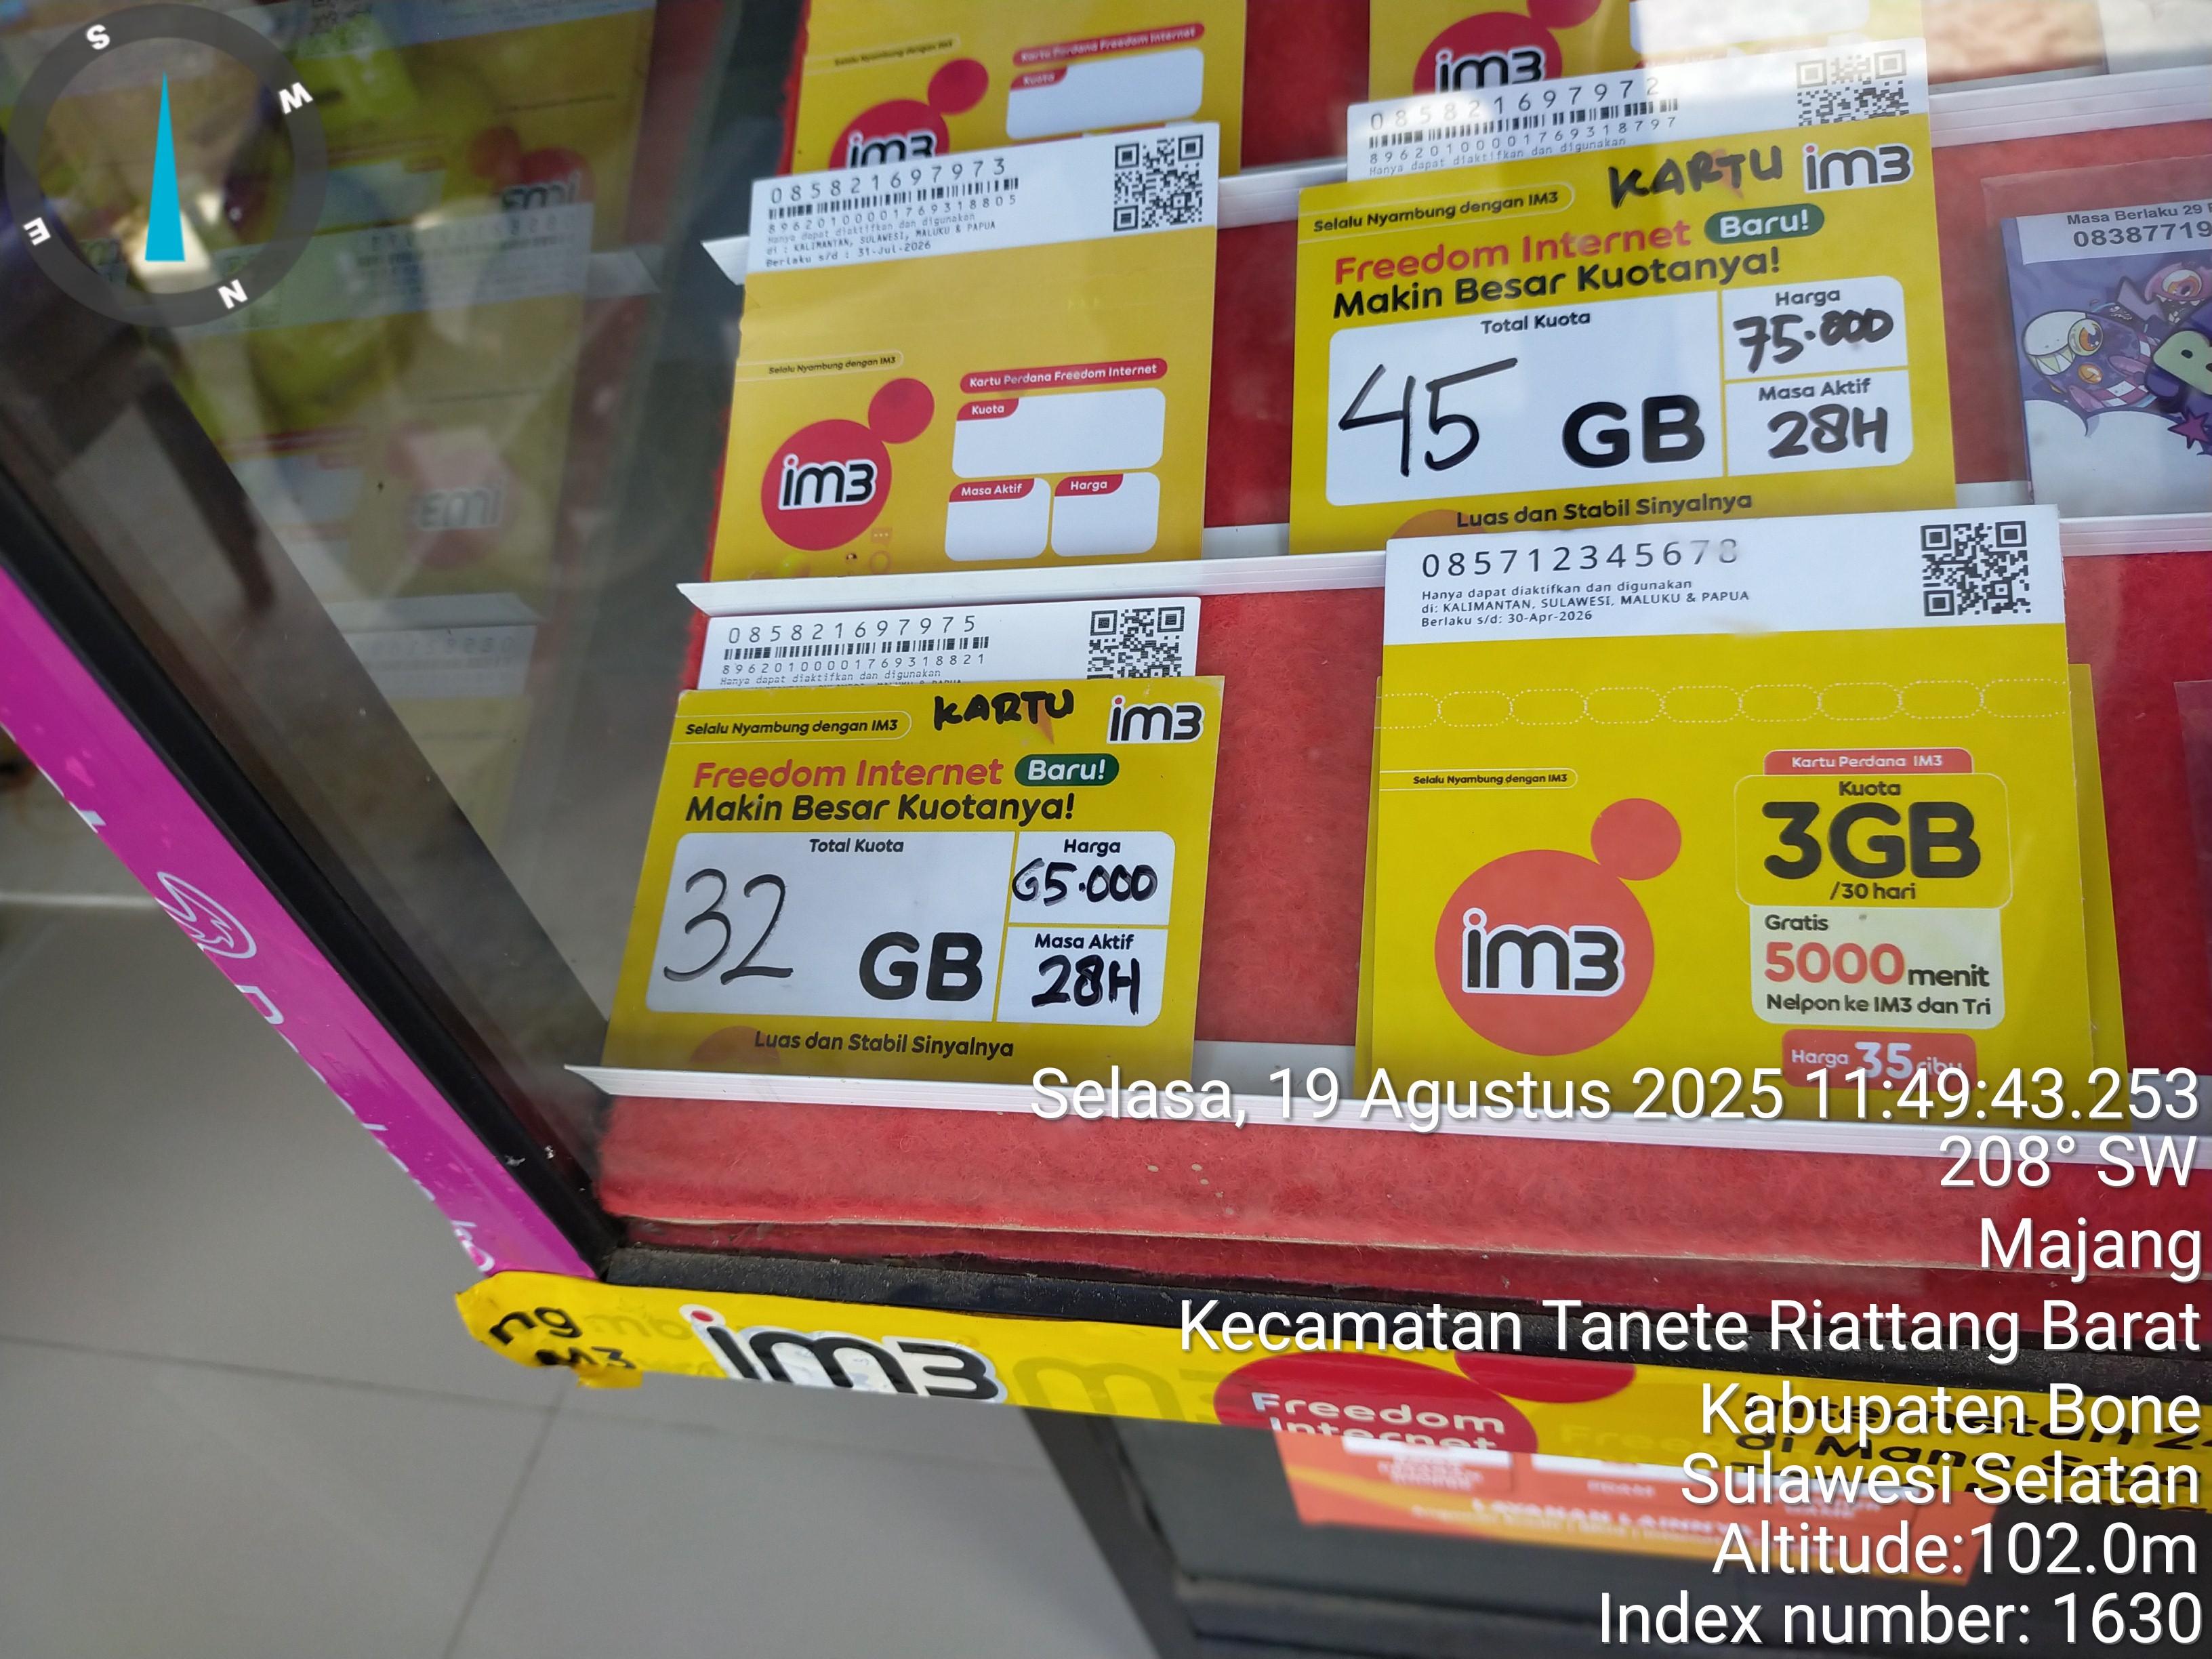 Selalu Nyambung dengan IM3
Kartu Perdana Freedom Internet
Kuota
im3
im3
085821697973
89620100001769318805
Hanya dapat diaktifkan dan digunakan
di : KALIMANTAN, SULAWESI, MALUKU & PAPUA
Berlaku s/d : 31-Jul-2026
Selalu Nyambung dengan IM3
Kartu Perdana Freedom Internet
Kuota
Masa Aktif
Harga
im3
085821697972
89620100001769318797
Hanya dapat diaktifkan dan digunakan
Selalu Nyambung dengan IM3
KARTU
im3
Freedom Internet Baru!
Makin Besar Kuotanya!
Total Kuota
45 GB
Harga
75.000
Masa Aktif
28H
Luas dan Stabil Sinyalnya
Masa Berlaku 29
08387719
085821697975
89620100001769318821
Hanya dapat diaktifkan dan digunakan
Selalu Nyambung dengan IM3
KARTU
im3
Freedom Internet Baru!
Makin Besar Kuotanya!
Total Kuota
32 GB
Harga
65.000
Masa Aktif
28H
Luas dan Stabil Sinyalnya
085712345678
Hanya dapat diaktifkan dan digunakan
di: KALIMANTAN, SULAWESI, MALUKU & PAPUA
Berlaku s/d: 30-Apr-2026
Selalu Nyambung dengan IM3
im3
Kartu Perdana IM3
Kuota
3GB
/30 hari
Gratis
5000 menit
Nelpon ke IM3 dan Tri
Harga 35 ribu
ng
M3
im3
Freedom
Internet
di Mana
S
W
E
N
Selasa, 19 Agustus 2025 11:49:43.253
208° SW
Majang
Kecamatan Tanete Riattang Barat
Kabupaten Bone
Sulawesi Selatan
Altitude:102.0m
Index number: 1630